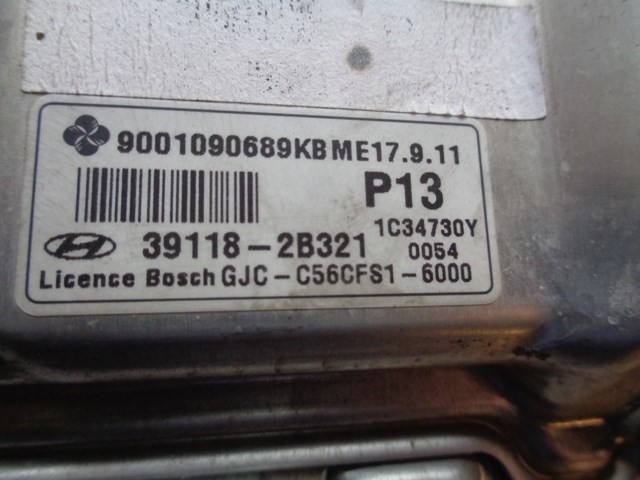 9001090689KB ME17.9.11
P13
1C34730Y
39118-2B321 0054
Licence Bosch GJC-C56CFS1-6000